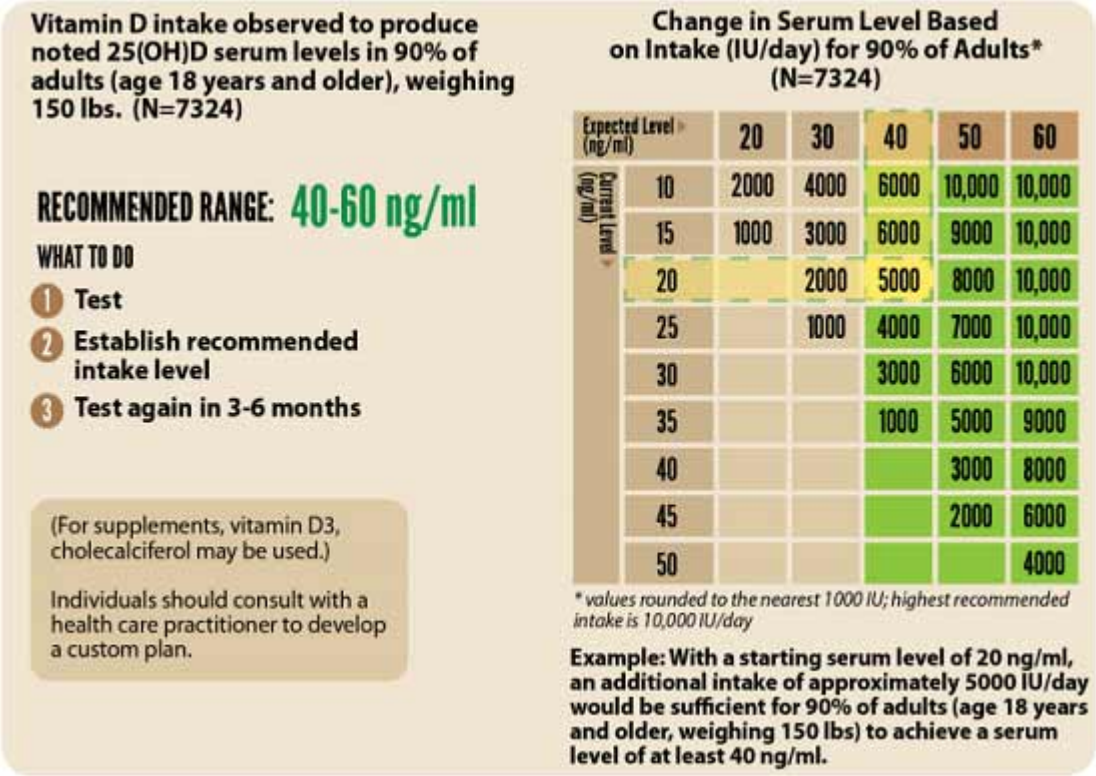 Vitamin D intake observed to produce
noted 25(OH)D serum levels in 90% of
adults (age 18 years and older), weighing
150 lbs. (N=7324)
RECOMMENDED RANGE: 40-60 ng/ml
WHAT TO DO
1 Test
2 Establish recommended
intake level
3 Test again in 3-6 months
(For supplements, vitamin D3,
cholecalciferol may be used.)
Individuals should consult with a
health care practitioner to develop
a custom plan.
Change in Serum Level Based
on Intake (IU/day) for 90% of Adults*
(N=7324)
Expected Level
(ng/ml)
20 30 40 50 60
Current Level
(ng/ml)
10 2000 4000 6000 10,000 10,000
15 1000 3000 6000 9000 10,000
20 2000 5000 8000 10,000
25 1000 4000 7000 10,000
30 3000 6000 10,000
35 1000 5000 9000
40 3000 8000
45 2000 6000
50 4000
* values rounded to the nearest 1000 IU; highest recommended
intake is 10,000 IU/day
Example: With a starting serum level of 20 ng/ml,
an additional intake of approximately 5000 IU/day
would be sufficient for 90% of adults (age 18 years
and older, weighing 150 lbs) to achieve a serum
level of at least 40 ng/ml.